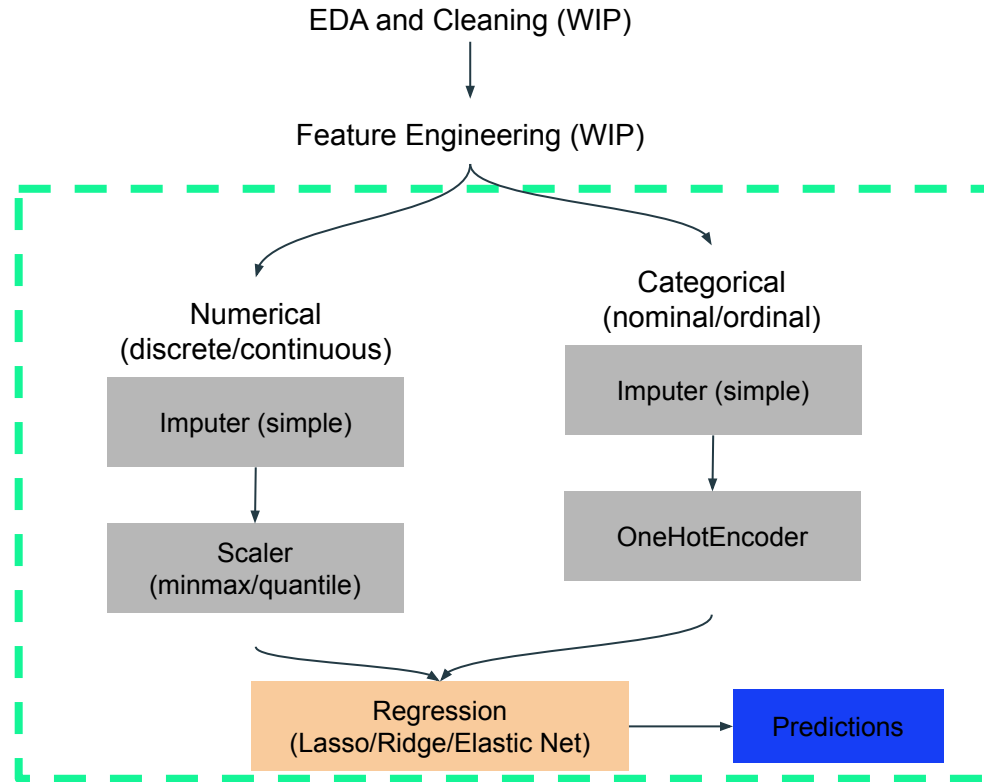 EDA and Cleaning (WIP)
Feature Engineering (WIP)
Numerical
(discrete/continuous)
Imputer (simple)
Scaler
(minmax/quantile)
Categorical
(nominal/ordinal)
Imputer (simple)
OneHotEncoder
Regression
(Lasso/Ridge/Elastic Net)
Predictions